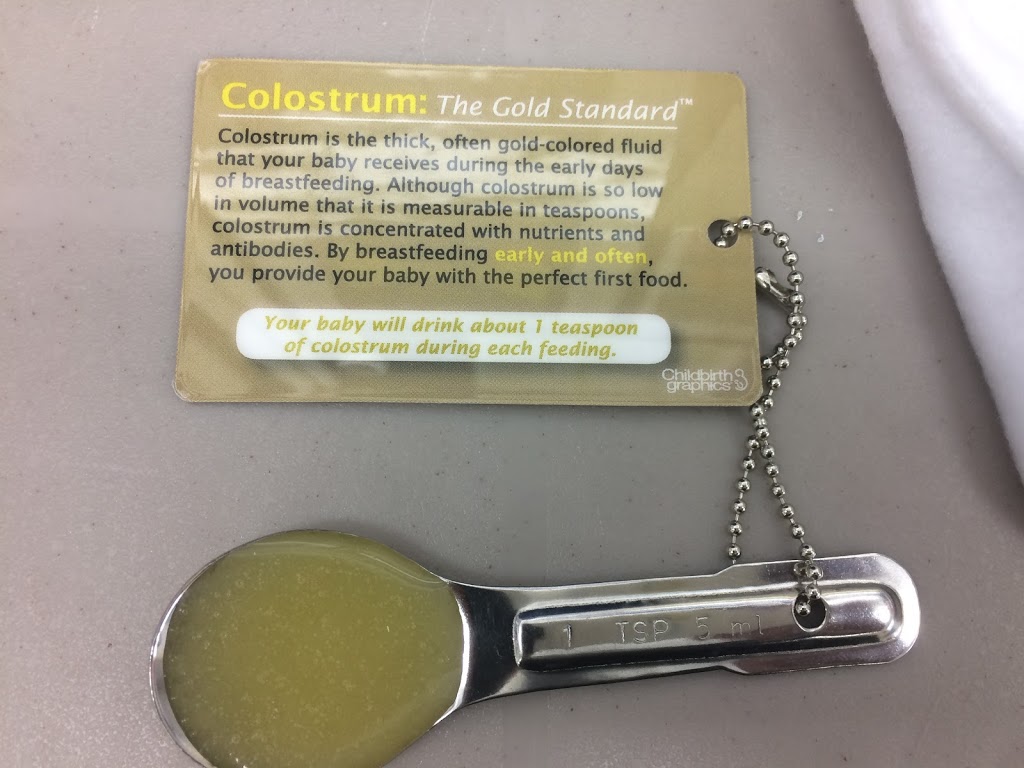 Colostrum: The Gold Standard™
Colostrum is the thick, often gold-colored fluid
that your baby receives during the early days
of breastfeeding. Although colostrum is so low
in volume that it is measurable in teaspoons,
colostrum is concentrated with nutrients and
antibodies. By breastfeeding early and often,
you provide your baby with the perfect first food.
Your baby will drink about 1 teaspoon
of colostrum during each feeding.
Childbirth
graphics
1 TSP 5 ml